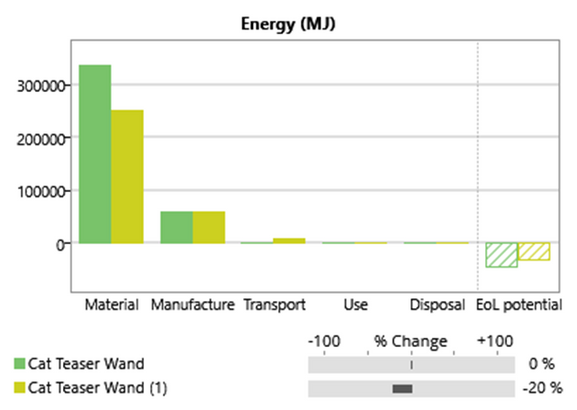 Energy (MJ)
300000
200000
100000
0
Material Manufacture Transport Use Disposal EoL potential
-100 % Change +100
Cat Teaser Wand 0 %
Cat Teaser Wand (1) -20 %